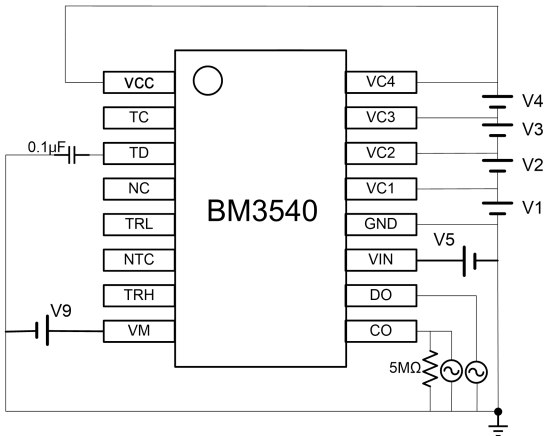 VCC
VC4
V4
TC
VC3
V3
0.1μF
TD
VC2
V2
NC
VC1
V1
BM3540
TRL
GND
V5
NTC
VIN
TRH
DO
V9
VM
CO
5MΩ